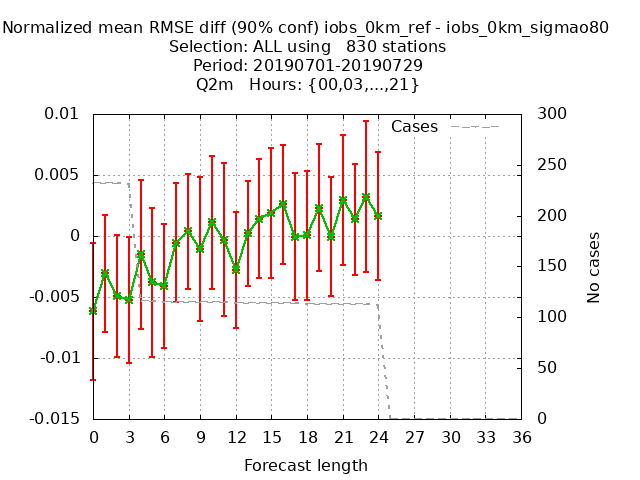 Normalized mean RMSE diff (90% conf) iobs_0km_ref - iobs_0km_sigmao80
Selection: ALL using   830 stations
Period: 20190701-20190729
Q2m   Hours: {00,03,...,21}
Cases
0.01
0.005
0
-0.005
-0.01
-0.015
300
250
200
150
100
50
0
No cases
0 3 6 9 12 15 18 21 24 27 30 33 36
Forecast length